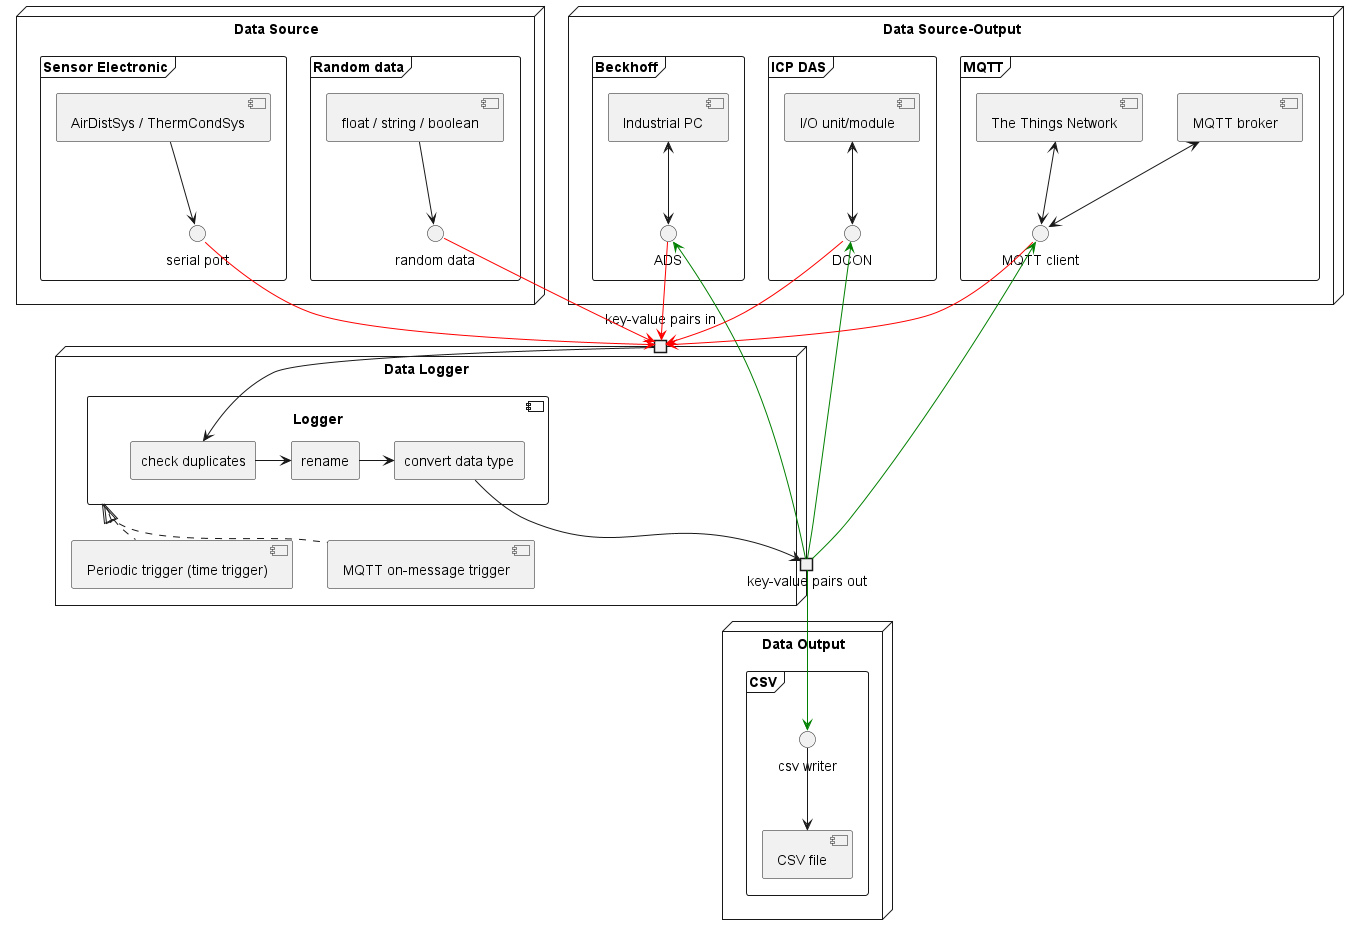 Data Source
Data Source-Output
Sensor Electronic
Random data
Beckhoff
ICP DAS
MQTT
AirDistSys / ThermCondSys
float / string / boolean
Industrial PC
I/O unit/module
The Things Network
MQTT broker
serial port
random data
ADS
DCON
MQTT client
key-value pairs in
Data Logger
Logger
check duplicates
rename
convert data type
Periodic trigger (time trigger)
MQTT on-message trigger
key-value pairs out
Data Output
CSV
csv writer
CSV file